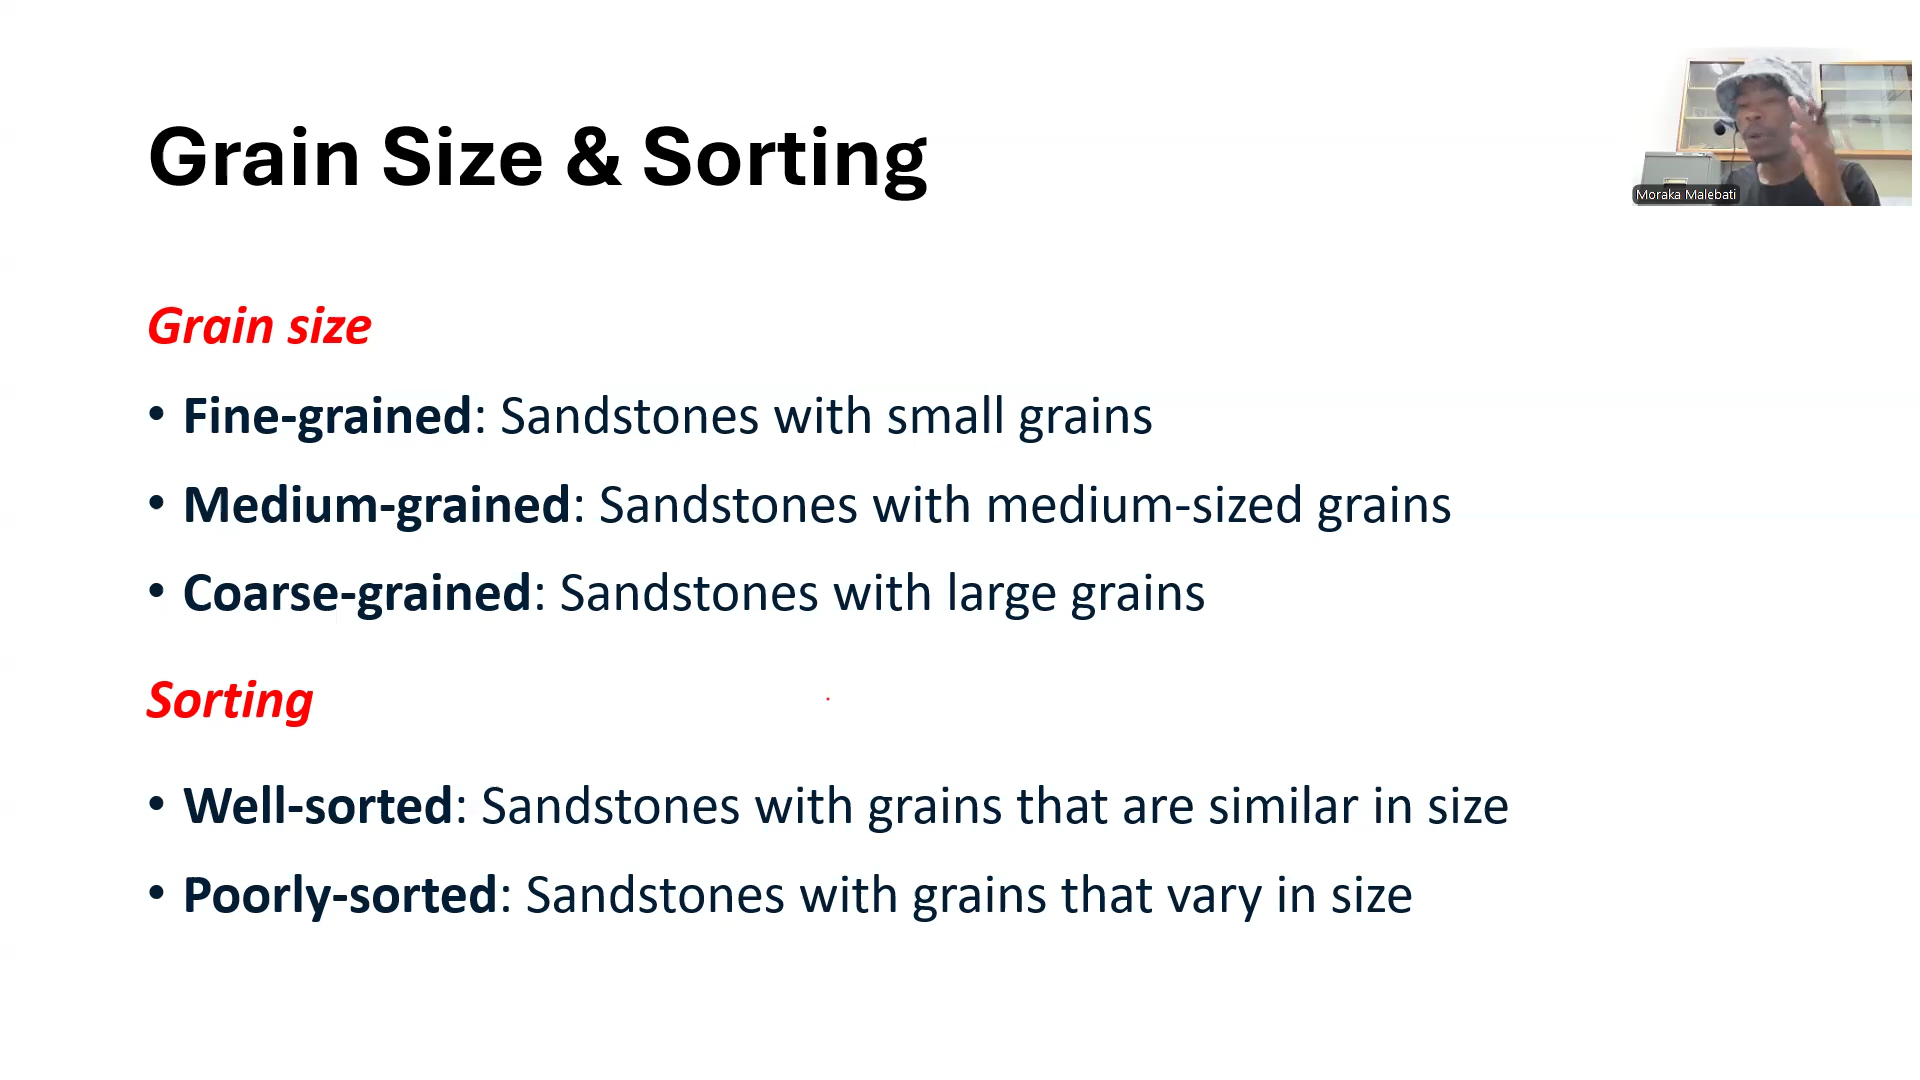 Grain Size & Sorting
Moraka Malebati
Grain size
• Fine-grained: Sandstones with small grains
• Medium-grained: Sandstones with medium-sized grains
• Coarse-grained: Sandstones with large grains
Sorting
• Well-sorted: Sandstones with grains that are similar in size
• Poorly-sorted: Sandstones with grains that vary in size